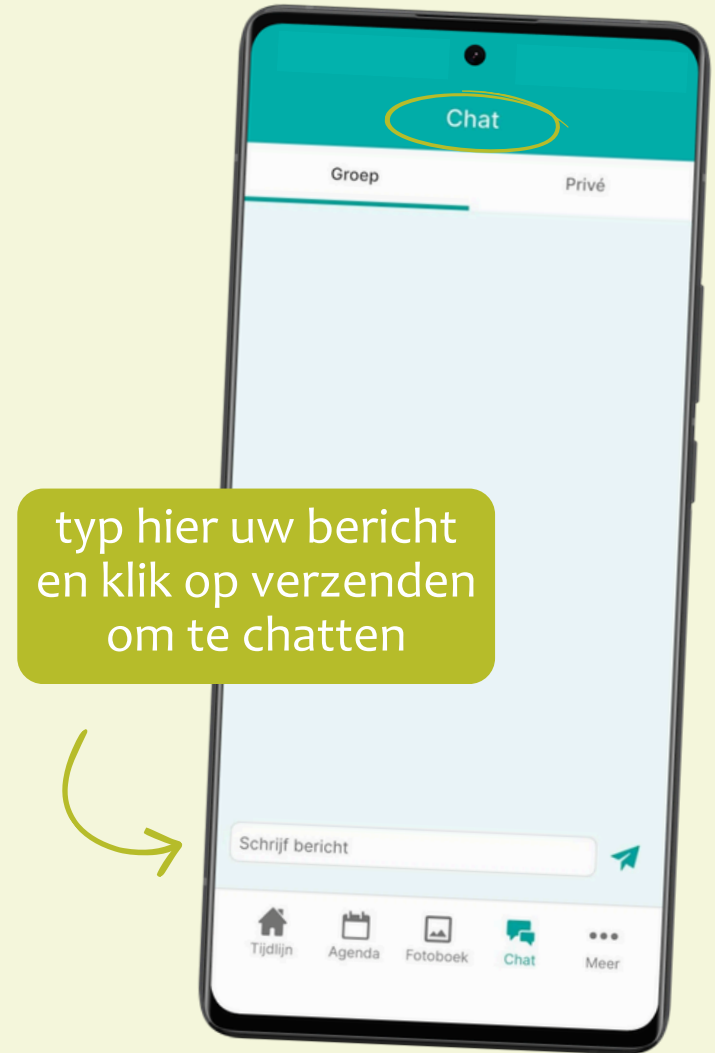 Chat
Groep
Privé
typ hier uw bericht
en klik op verzenden
om te chatten
Schrijf bericht
Tijdlijn
Agenda
Fotoboek
Chat
Meer